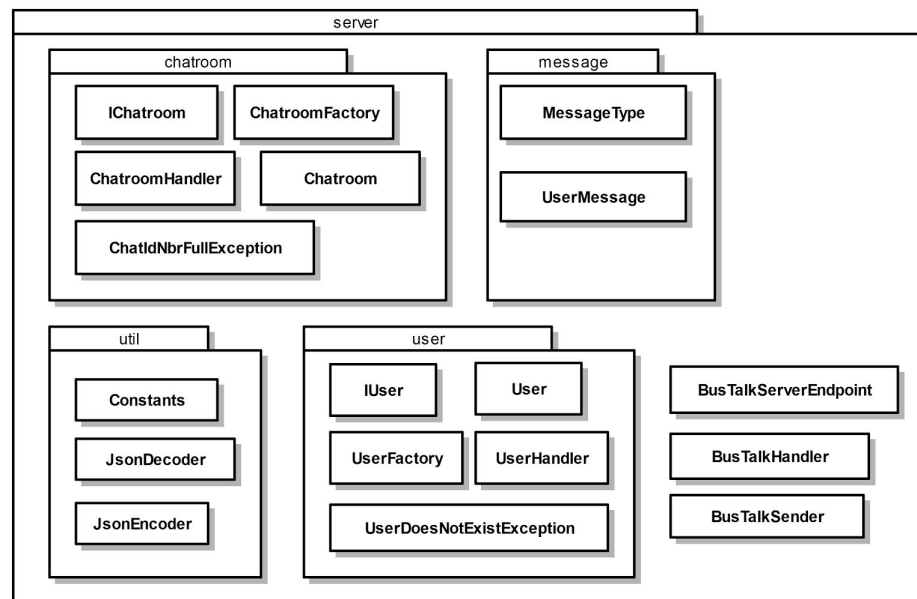 server
chatroom
IChatroom
ChatroomFactory
ChatroomHandler
Chatroom
ChatIdNbrFullException
message
MessageType
UserMessage
util
Constants
JsonDecoder
JsonEncoder
user
IUser
User
UserFactory
UserHandler
UserDoesNotExistException
BusTalkServerEndpoint
BusTalkHandler
BusTalkSender